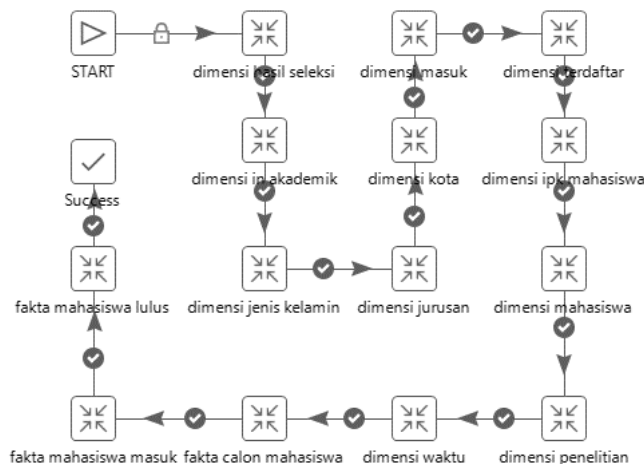 START
dimensi hasil seleksi
dimensi masuk
dimensi terdaftar
Success
dimensi ip akademik
dimensi kota
dimensi ipk mahasiswa
fakta mahasiswa lulus
dimensi jenis kelamin
dimensi jurusan
dimensi mahasiswa
fakta mahasiswa masuk
fakta calon mahasiswa
dimensi waktu
dimensi penelitian